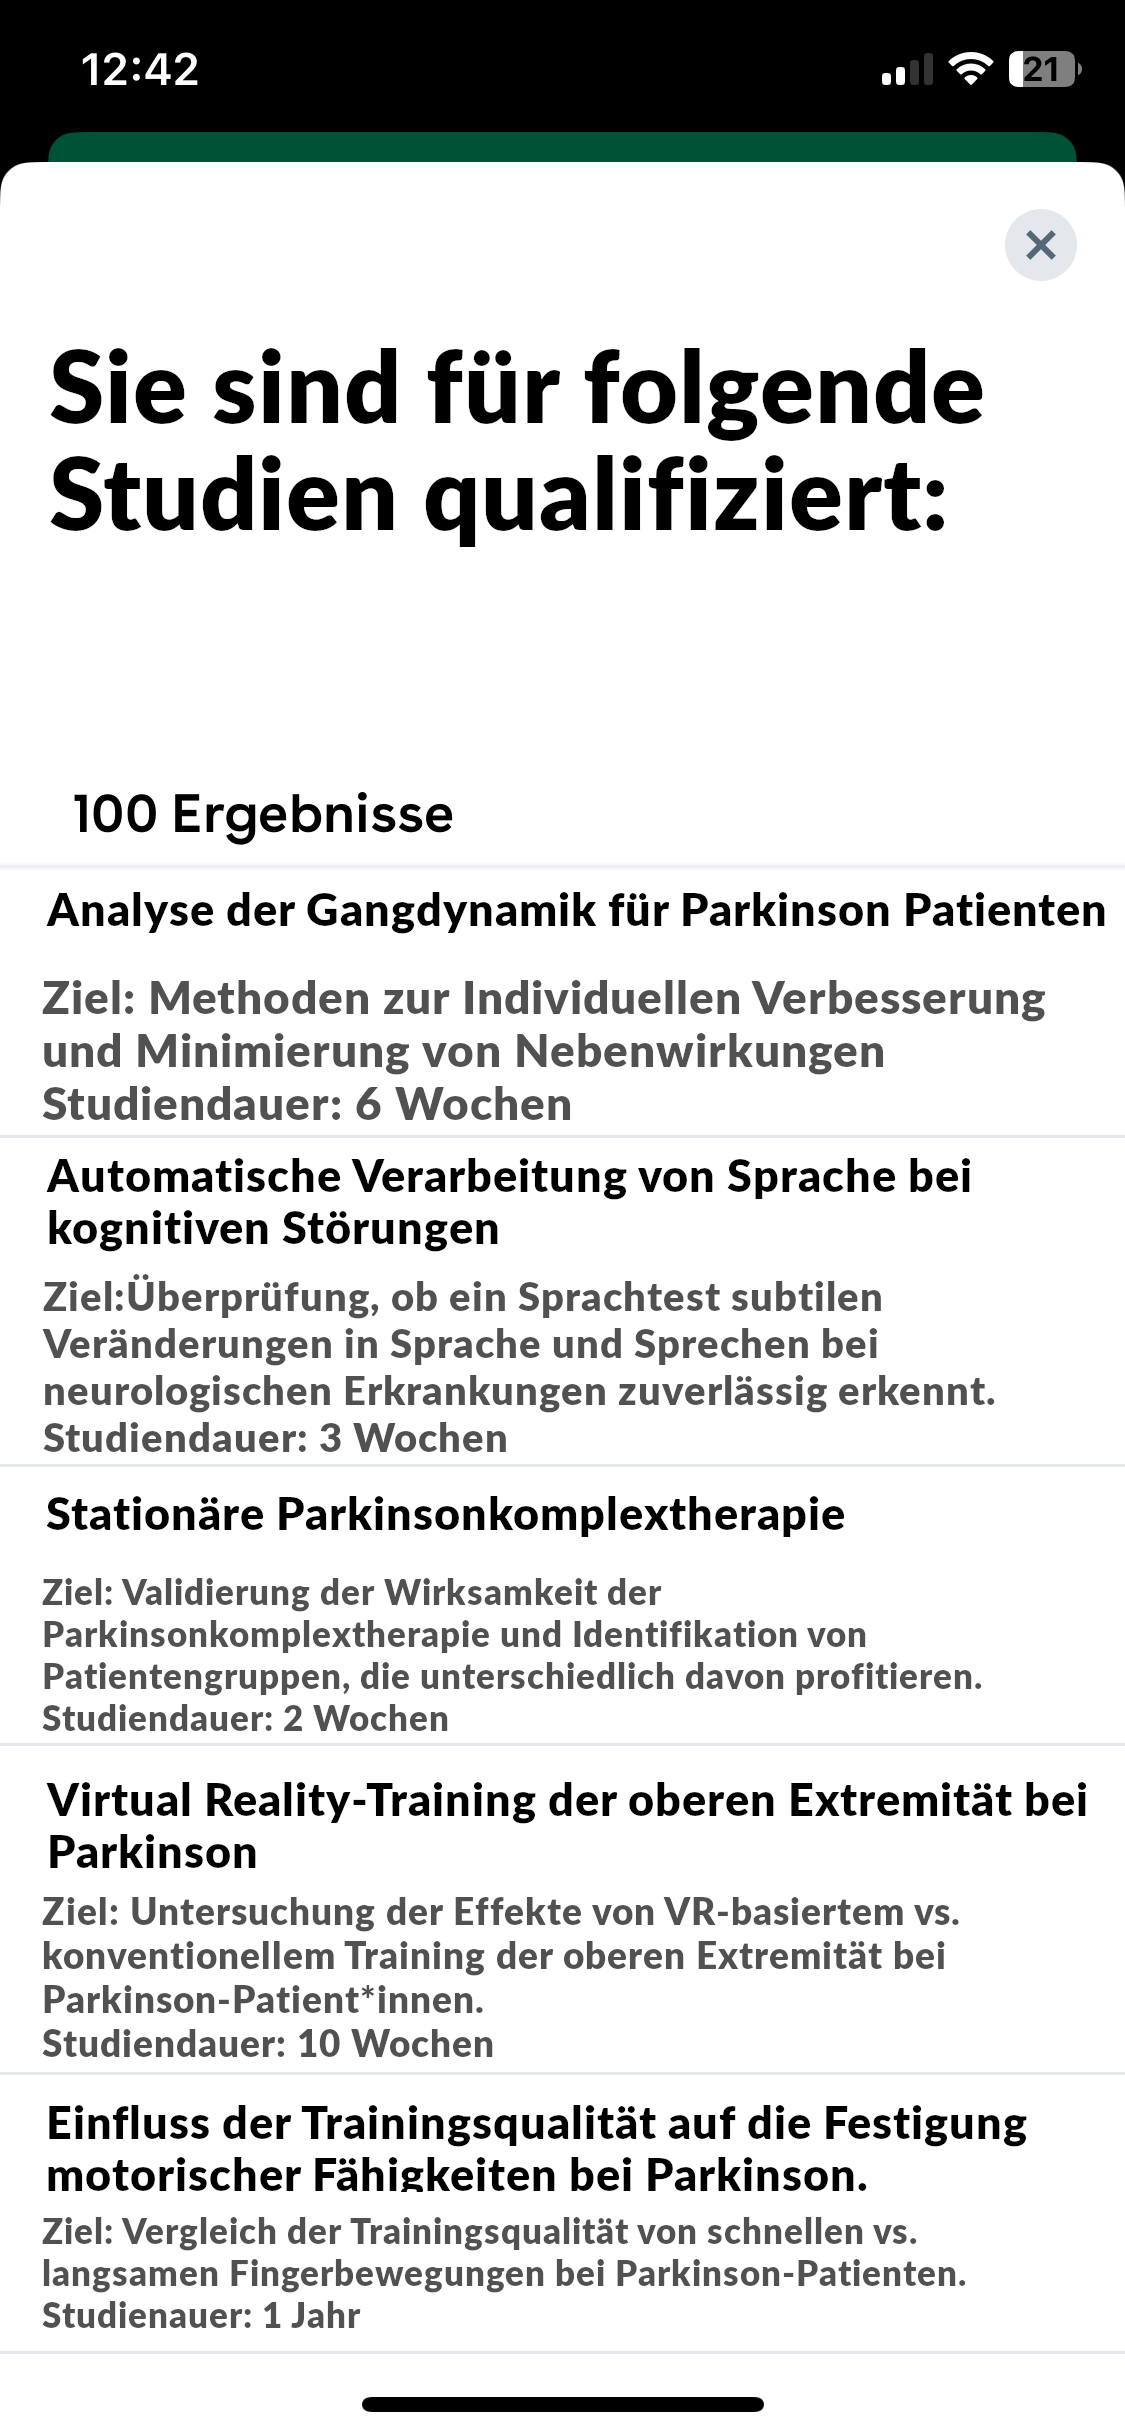 12:42
21
Sie sind für folgende
Studien qualifiziert:
100 Ergebnisse
Analyse der Gangdynamik für Parkinson Patienten
Ziel: Methoden zur Individuellen Verbesserung
und Minimierung von Nebenwirkungen
Studiendauer: 6 Wochen
Automatische Verarbeitung von Sprache bei
kognitiven Störungen
Ziel:Überprüfung, ob ein Sprachtest subtilen
Veränderungen in Sprache und Sprechen bei
neurologischen Erkrankungen zuverlässig erkennt.
Studiendauer: 3 Wochen
Stationäre Parkinsonkomplextherapie
Ziel: Validierung der Wirksamkeit der
Parkinsonkomplextherapie und Identifikation von
Patientengruppen, die unterschiedlich davon profitieren.
Studiendauer: 2 Wochen
Virtual Reality-Training der oberen Extremität bei
Parkinson
Ziel: Untersuchung der Effekte von VR-basiertem vs.
konventionellem Training der oberen Extremität bei
Parkinson-Patient*innen.
Studiendauer: 10 Wochen
Einfluss der Trainingsqualität auf die Festigung
motorischer Fähigkeiten bei Parkinson.
Ziel: Vergleich der Trainingsqualität von schnellen vs.
langsamen Fingerbewegungen bei Parkinson-Patienten.
Studienauer: 1 Jahr